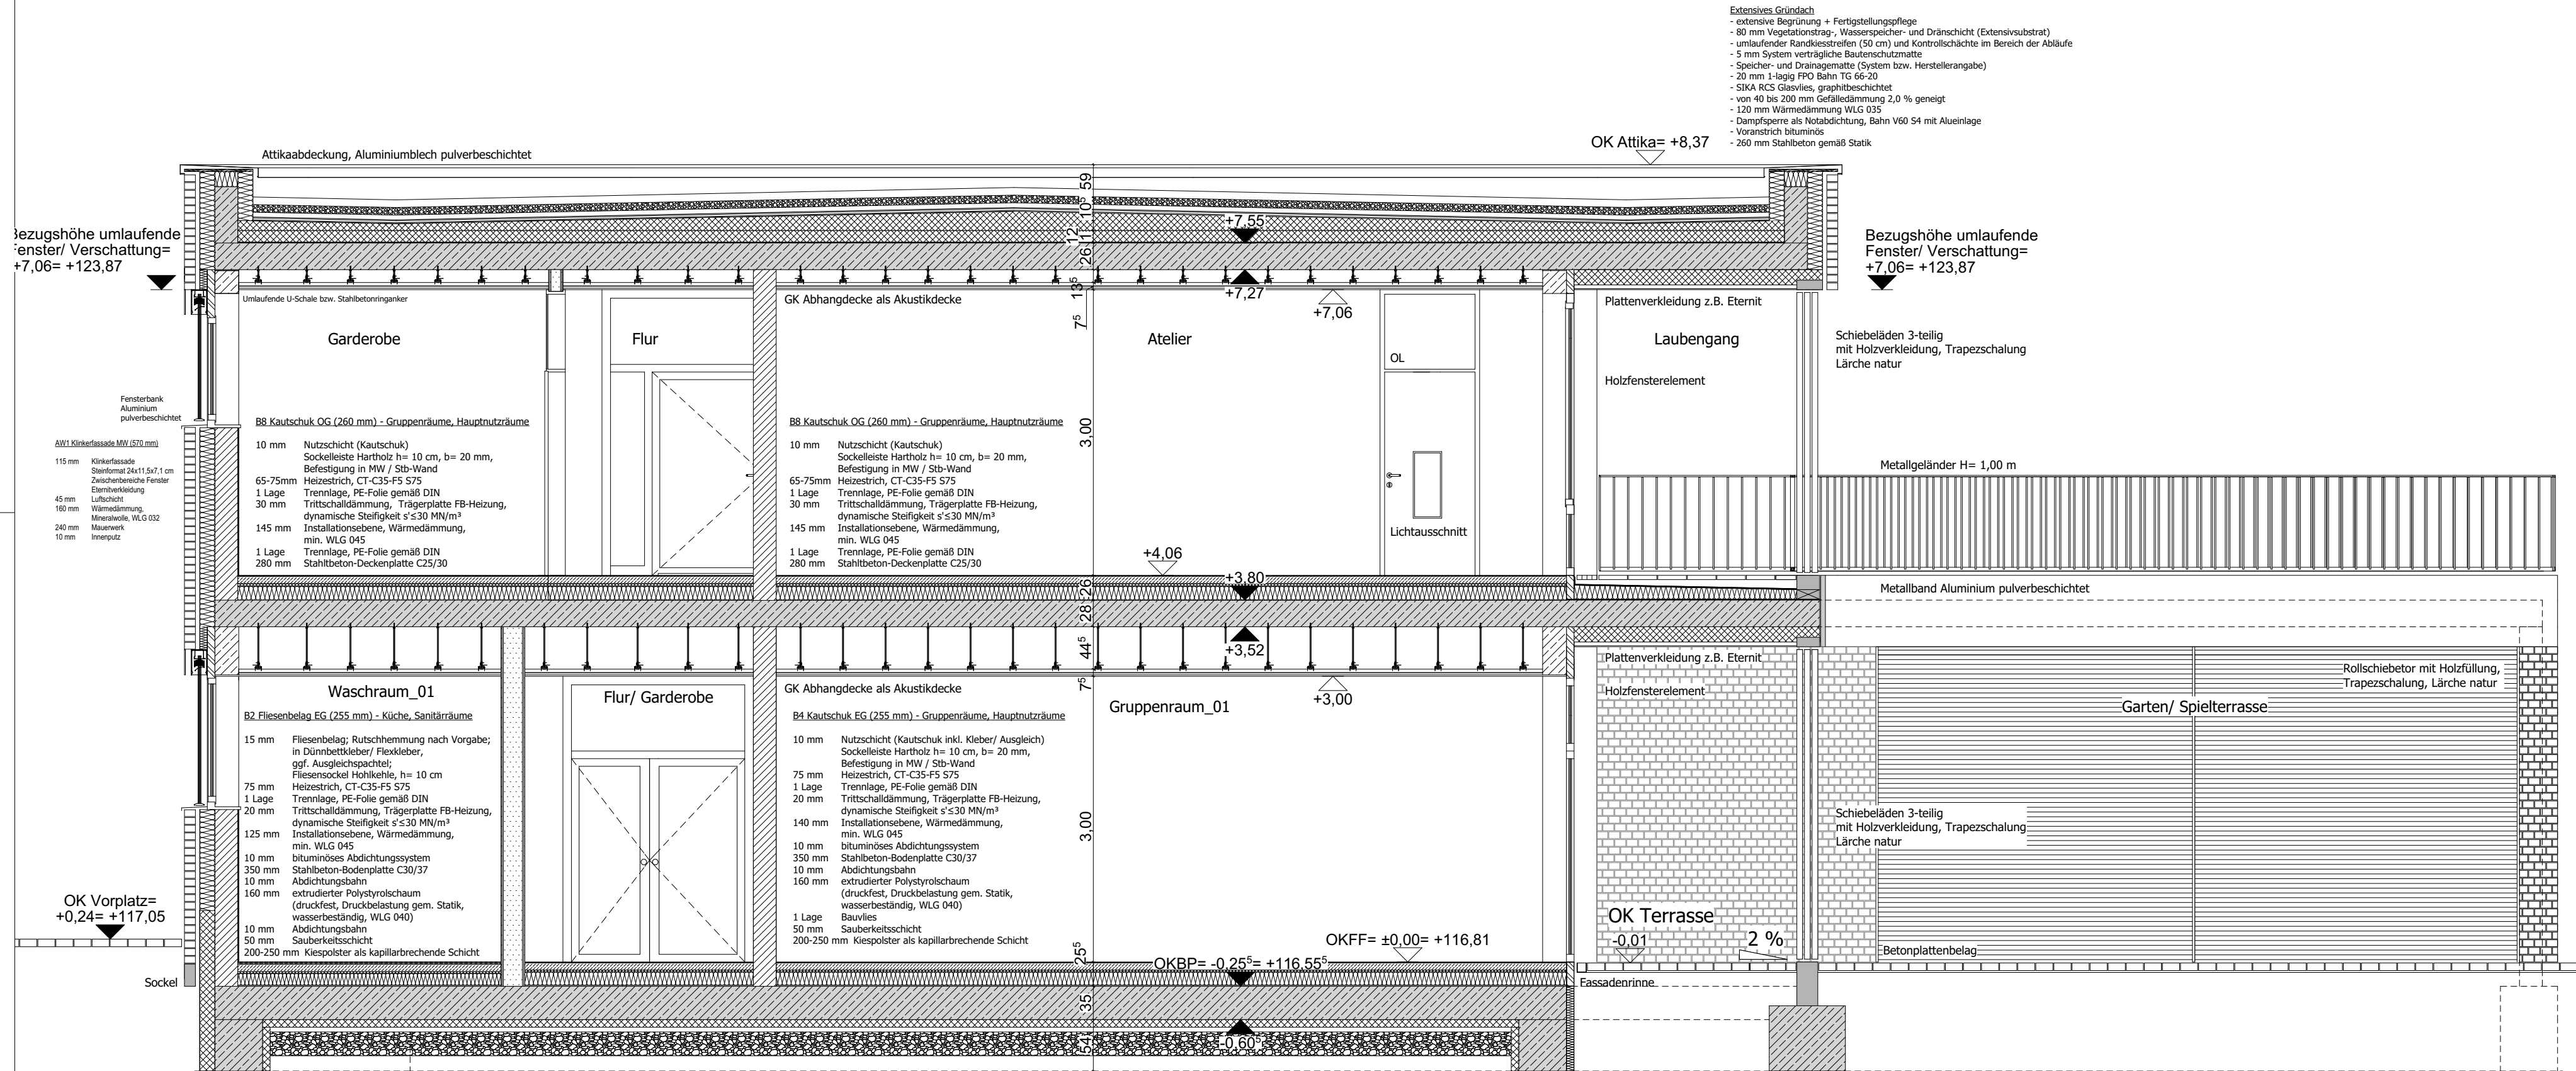 Extensives Gründach
- extensive Begrünung + Fertigstellungspflege
- 80 mm Vegetationstrag-, Wasserspeicher- und Dränschicht (Extensivsubstrat)
- umlaufender Randkiesstreifen (50 cm) und Kontrollschächte im Bereich der Abläufe
- 5 mm System verträgliche Bautenschutzmatte
- Speicher- und Drainagematte (System bzw. Herstellerangabe)
- 20 mm 1-lagig FPO Bahn TG 66-20
- SIKA RCS Glasvlies, graphitbeschichtet
- von 40 bis 200 mm Gefälledämmung 2,0 % geneigt
- 120 mm Wärmedämmung WLG 035
- Dampfsperre als Notabdichtung, Bahn V60 S4 mit Alueinlage
- Voranstrich bituminös
- 260 mm Stahlbeton gemäß Statik
OK Attika= +8,37
Attikaabdeckung, Aluminiumblech pulverbeschichtet
59
10⁵
11
12
26
13⁵
7⁵
3,00
26
28
44⁵
7⁵
3,00
25⁵
35
54
+7,55
+7,27
+7,06
Bezugshöhe umlaufende
Fenster/ Verschattung=
+7,06= +123,87
Bezugshöhe umlaufende
Fenster/ Verschattung=
+7,06= +123,87
Umlaufende U-Schale bzw. Stahlbetonringanker
GK Abhangdecke als Akustikdecke
Plattenverkleidung z.B. Eternit
Garderobe
Flur
Atelier
OL
Laubengang
Schiebeläden 3-teilig
mit Holzverkleidung, Trapezschalung
Lärche natur
Holzfensterelement
Fensterbank
Aluminium
pulverbeschichtet
AW1 Klinkerfassade MW (570 mm)
115 mm Klinkerfassade
Steinformat 24x11,5x7,1 cm
Zwischenbereiche Fenster
Eternitverkleidung
45 mm Luftschicht
160 mm Wärmedämmung,
Mineralwolle, WLG 032
240 mm Mauerwerk
10 mm Innenputz
B8 Kautschuk OG (260 mm) - Gruppenräume, Hauptnutzräume
10 mm Nutzschicht (Kautschuk)
Sockelleiste Hartholz h= 10 cm, b= 20 mm,
Befestigung in MW / Stb-Wand
65-75mm Heizestrich, CT-C35-F5 S75
1 Lage Trennlage, PE-Folie gemäß DIN
30 mm Trittschalldämmung, Trägerplatte FB-Heizung,
dynamische Steifigkeit s'≤30 MN/m³
145 mm Installationsebene, Wärmedämmung,
min. WLG 045
1 Lage Trennlage, PE-Folie gemäß DIN
280 mm Stahltbeton-Deckenplatte C25/30
B8 Kautschuk OG (260 mm) - Gruppenräume, Hauptnutzräume
10 mm Nutzschicht (Kautschuk)
Sockelleiste Hartholz h= 10 cm, b= 20 mm,
Befestigung in MW / Stb-Wand
65-75mm Heizestrich, CT-C35-F5 S75
1 Lage Trennlage, PE-Folie gemäß DIN
30 mm Trittschalldämmung, Trägerplatte FB-Heizung,
dynamische Steifigkeit s'≤30 MN/m³
145 mm Installationsebene, Wärmedämmung,
min. WLG 045
1 Lage Trennlage, PE-Folie gemäß DIN
280 mm Stahltbeton-Deckenplatte C25/30
Lichtausschnitt
Metallgeländer H= 1,00 m
+4,06
+3,80
+3,52
Metallband Aluminium pulverbeschichtet
Waschraum_01
Flur/ Garderobe
GK Abhangdecke als Akustikdecke
+3,00
Gruppenraum_01
Plattenverkleidung z.B. Eternit
Holzfensterelement
Rollschiebetor mit Holzfüllung,
Trapezschalung, Lärche natur
Garten/ Spielterrasse
B2 Fliesenbelag EG (255 mm) - Küche, Sanitärräume
15 mm Fliesenbelag; Rutschhemmung nach Vorgabe;
in Dünnbettkleber/ Flexkleber,
ggf. Ausgleichspachtel;
Fliesensockel Hohlkehle, h= 10 cm
75 mm Heizestrich, CT-C35-F5 S75
1 Lage Trennlage, PE-Folie gemäß DIN
20 mm Trittschalldämmung, Trägerplatte FB-Heizung,
dynamische Steifigkeit s'≤30 MN/m³
125 mm Installationsebene, Wärmedämmung,
min. WLG 045
10 mm bituminöses Abdichtungssystem
350 mm Stahlbeton-Bodenplatte C30/37
10 mm Abdichtungsbahn
160 mm extrudierter Polystyrolschaum
(druckfest, Druckbelastung gem. Statik,
wasserbeständig, WLG 040)
10 mm Abdichtungsbahn
50 mm Sauberkeitsschicht
200-250 mm Kiespolster als kapillarbrechende Schicht
B4 Kautschuk EG (255 mm) - Gruppenräume, Hauptnutzräume
10 mm Nutzschicht (Kautschuk inkl. Kleber/ Ausgleich)
Sockelleiste Hartholz h= 10 cm, b= 20 mm,
Befestigung in MW / Stb-Wand
75 mm Heizestrich, CT-C35-F5 S75
1 Lage Trennlage, PE-Folie gemäß DIN
20 mm Trittschalldämmung, Trägerplatte FB-Heizung,
dynamische Steifigkeit s'≤30 MN/m³
140 mm Installationsebene, Wärmedämmung,
min. WLG 045
10 mm bituminöses Abdichtungssystem
350 mm Stahlbeton-Bodenplatte C30/37
10 mm Abdichtungsbahn
160 mm extrudierter Polystyrolschaum
(druckfest, Druckbelastung gem. Statik,
wasserbeständig, WLG 040)
1 Lage Bauvlies
50 mm Sauberkeitsschicht
200-250 mm Kiespolster als kapillarbrechende Schicht
Schiebeläden 3-teilig
mit Holzverkleidung, Trapezschalung
Lärche natur
OK Vorplatz=
+0,24= +117,05
OK Terrasse
-0,01
2 %
Betonplattenbelag
OKFF= ±0,00= +116,81
OKBP= -0,25⁵= +116,55⁵
Sockel
Fassadenrinne
-0,60⁵